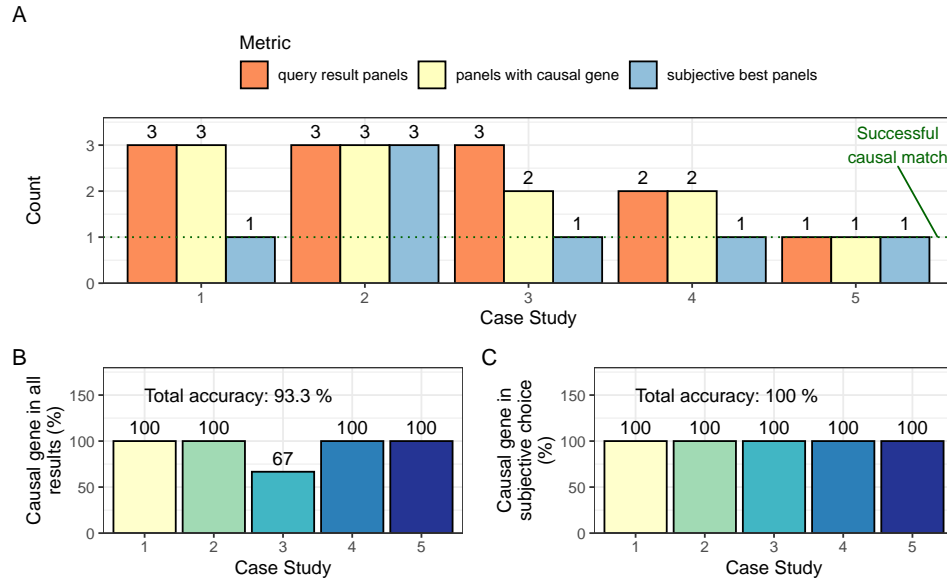 A
Metric
query result panels
panels with causal gene
subjective best panels
3 3 1 3 3 3 3 2 1 2 2 1 1 1 1
Successful
causal match
Count
3
2
1
0
1 2 3 4 5
Case Study
B
Causal gene in all
results (%)
150
100
50
0
Total accuracy: 93.3 %
100 100 67 100 100
1 2 3 4 5
Case Study
C
Causal gene in
subjective choice
(%)
150
100
50
0
Total accuracy: 100 %
100 100 100 100 100
1 2 3 4 5
Case Study